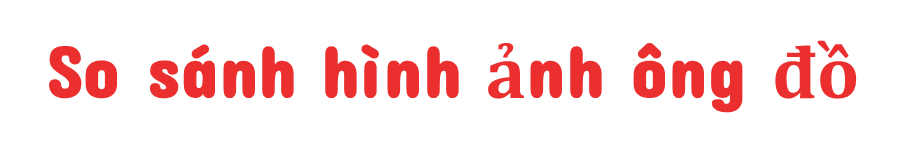 So sánh hình ảnh ông đồ